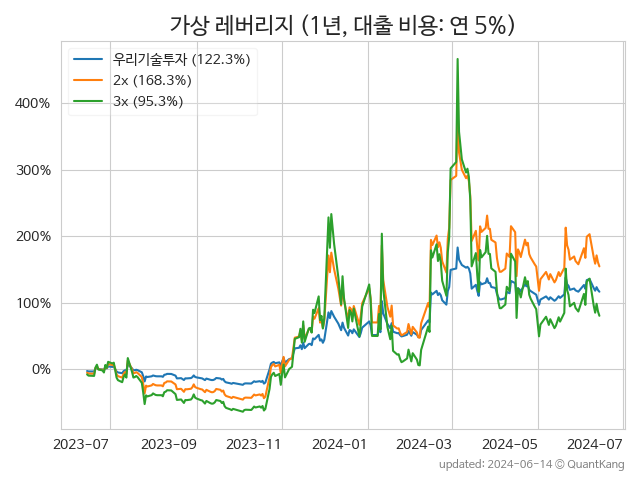 가상 레버리지 (1년, 대출 비용: 연 5%)
우리기술투자 (122.3%)
2x (168.3%)
3x (95.3%)
400%
300%
200%
100%
0%
2023-07 2023-09 2023-11 2024-01 2024-03 2024-05 2024-07
updated: 2024-06-14 © QuantKang